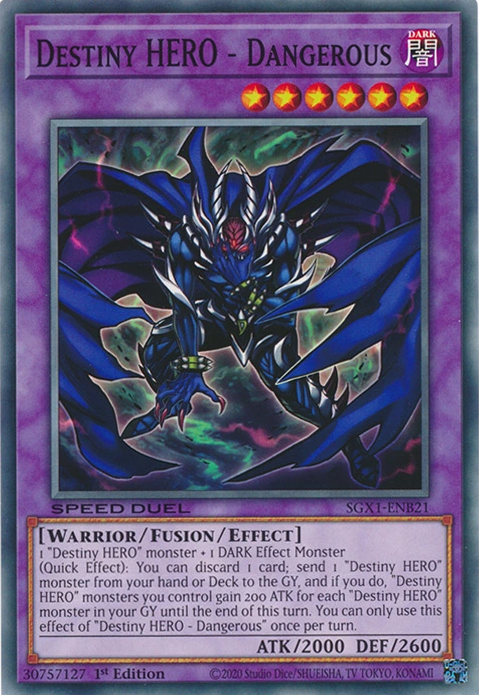 DESTINY HERO - DANGEROUS
DARK
闇
SPEED DUEL
SGX1-ENB21
[WARRIOR/FUSION/EFFECT]
1 "Destiny HERO" monster + 1 DARK Effect Monster
(Quick Effect): You can discard 1 card; send 1 "Destiny HERO"
monster from your hand or Deck to the GY, and if you do, "Destiny
HERO" monsters you control gain 200 ATK for each "Destiny HERO"
monster in your GY until the end of this turn. You can only use this
effect of "Destiny HERO - Dangerous" once per turn.
ATK/2000 DEF/2600
30757127 1st Edition ©2020 Studio Dice/SHUEISHA, TV TOKYO, KONAMI